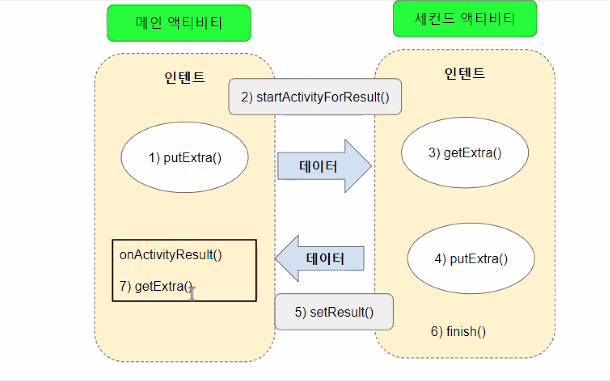 메인 액티비티
세컨드 액티비티
인텐트
인텐트
2) startActivityForResult()
1) putExtra()
3) getExtra()
데이터
데이터
onActivityResult()
7) getExtra()
4) putExtra()
5) setResult()
6) finish()